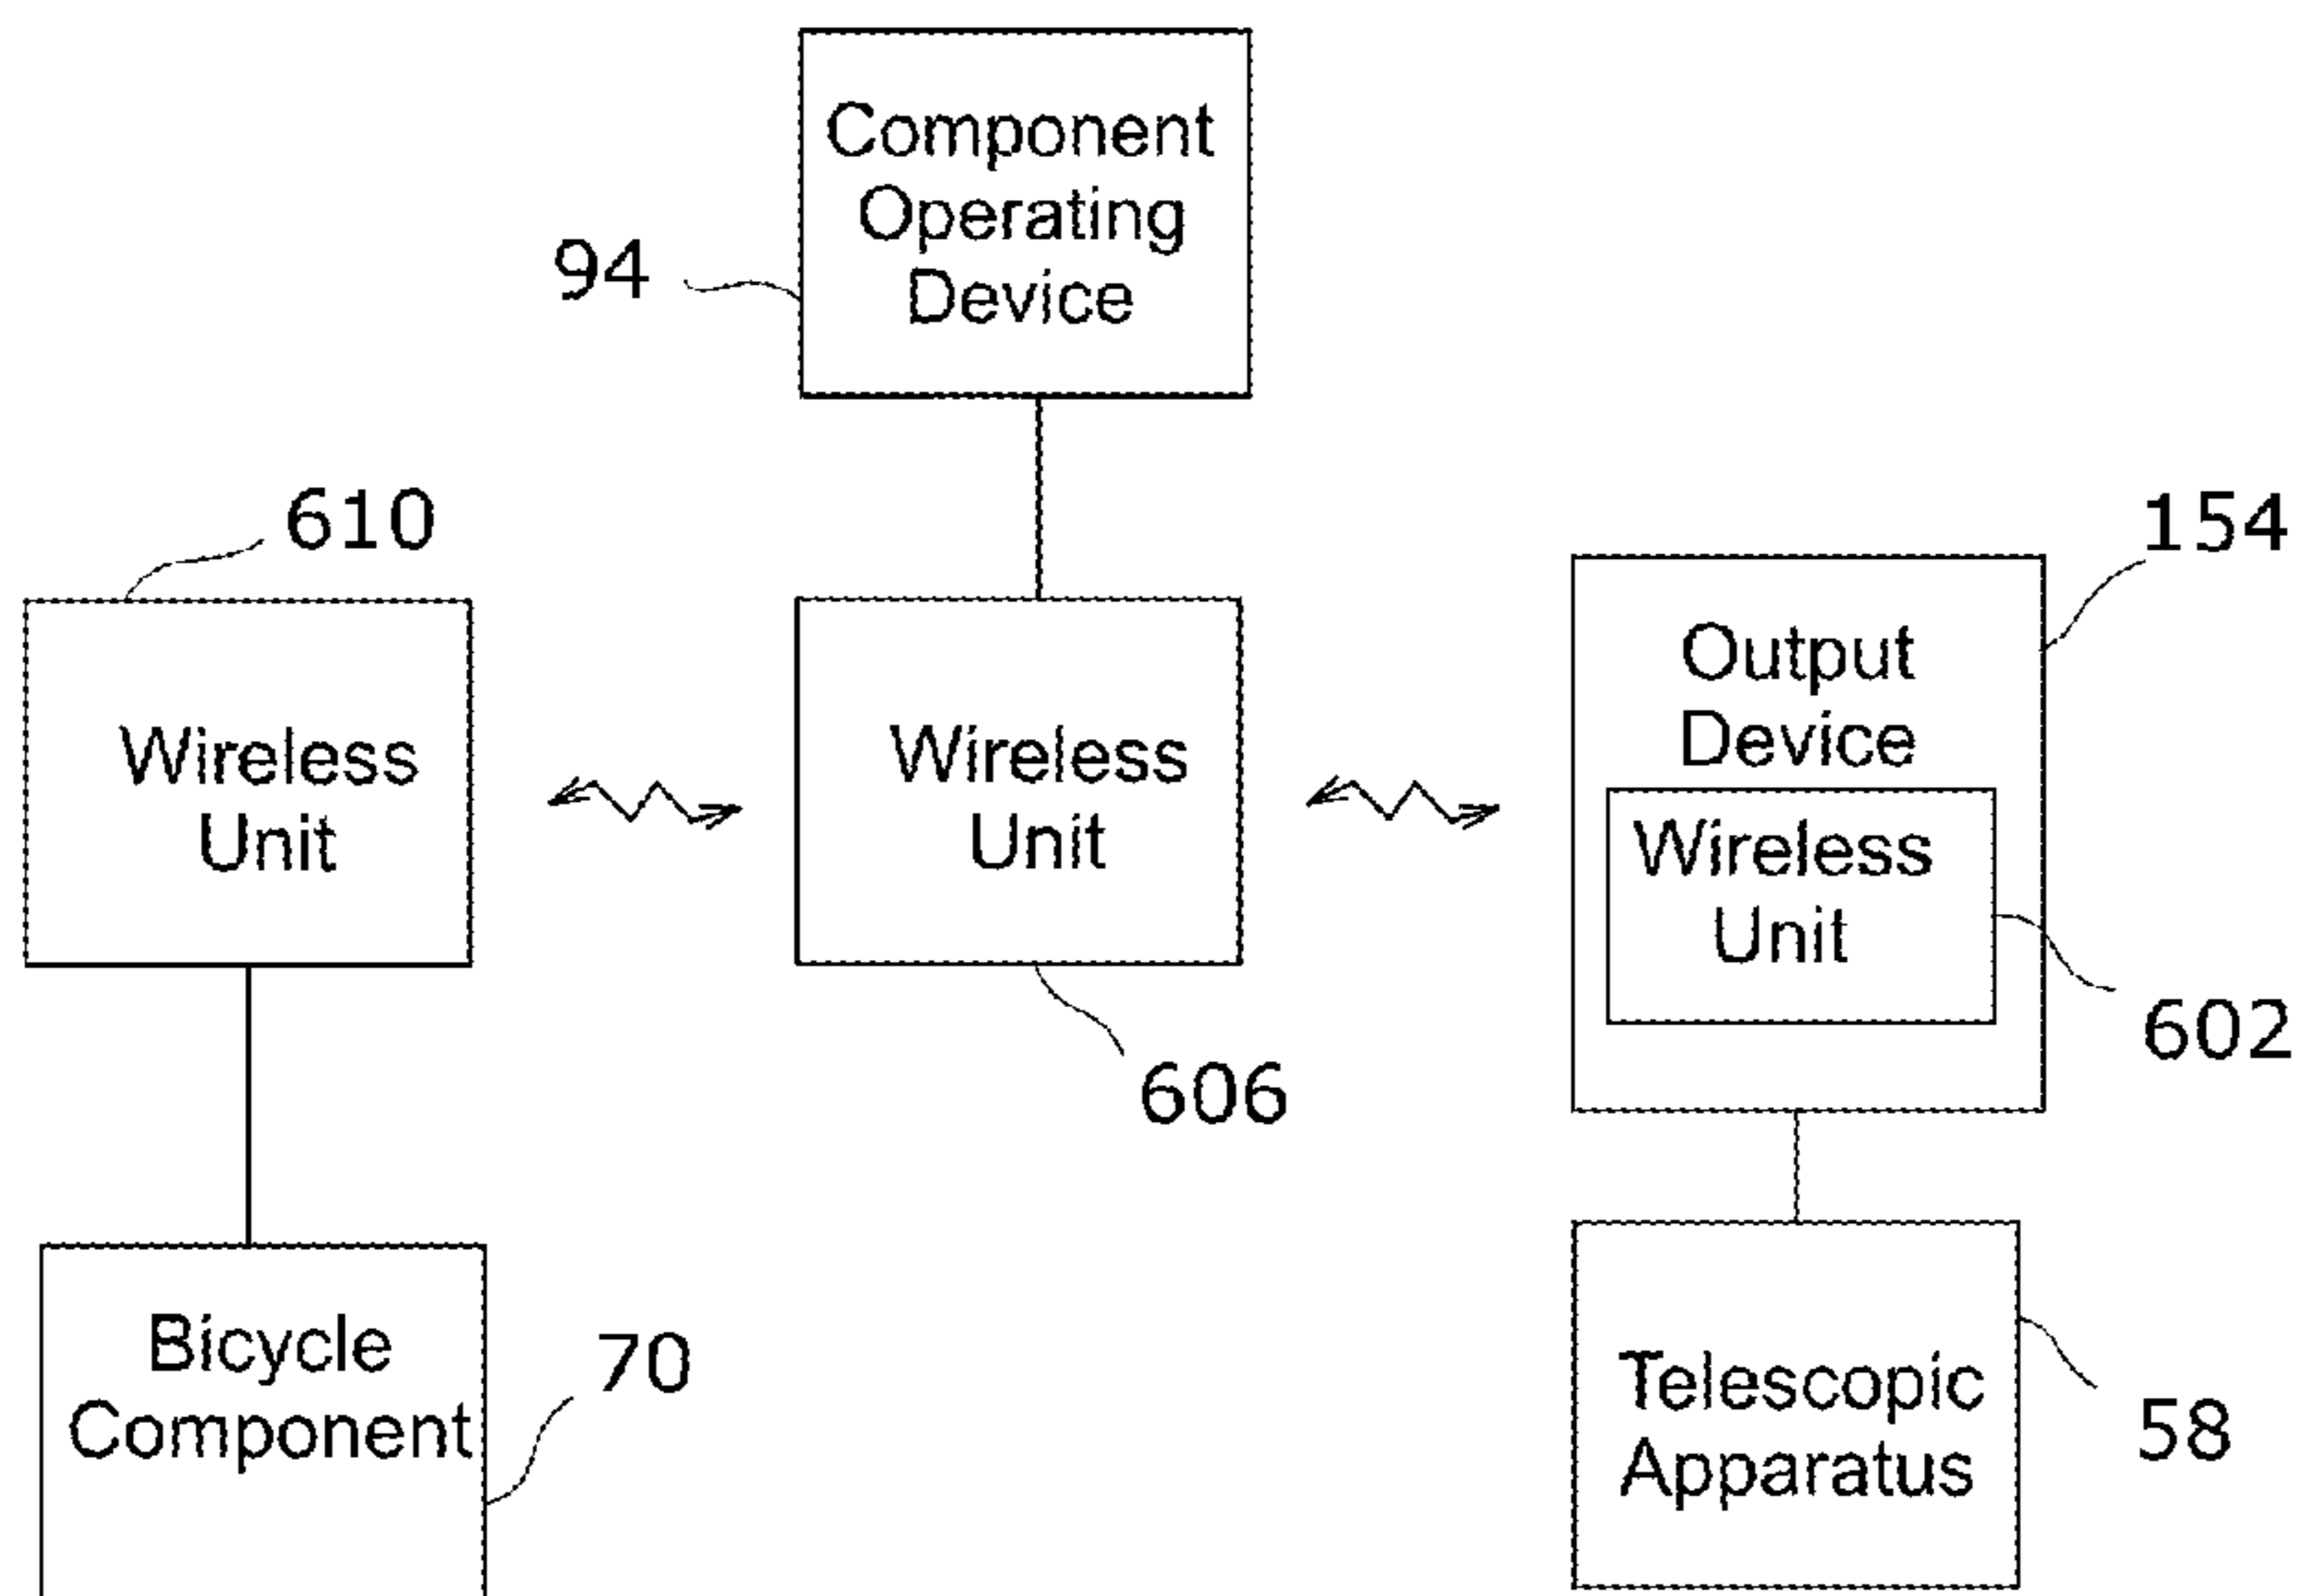 Component
Operating
Device
94
610
Wireless
Unit
Wireless
Unit
606
154
Output
Device
Wireless
Unit
602
Bicycle
Component
70
Telescopic
Apparatus
58